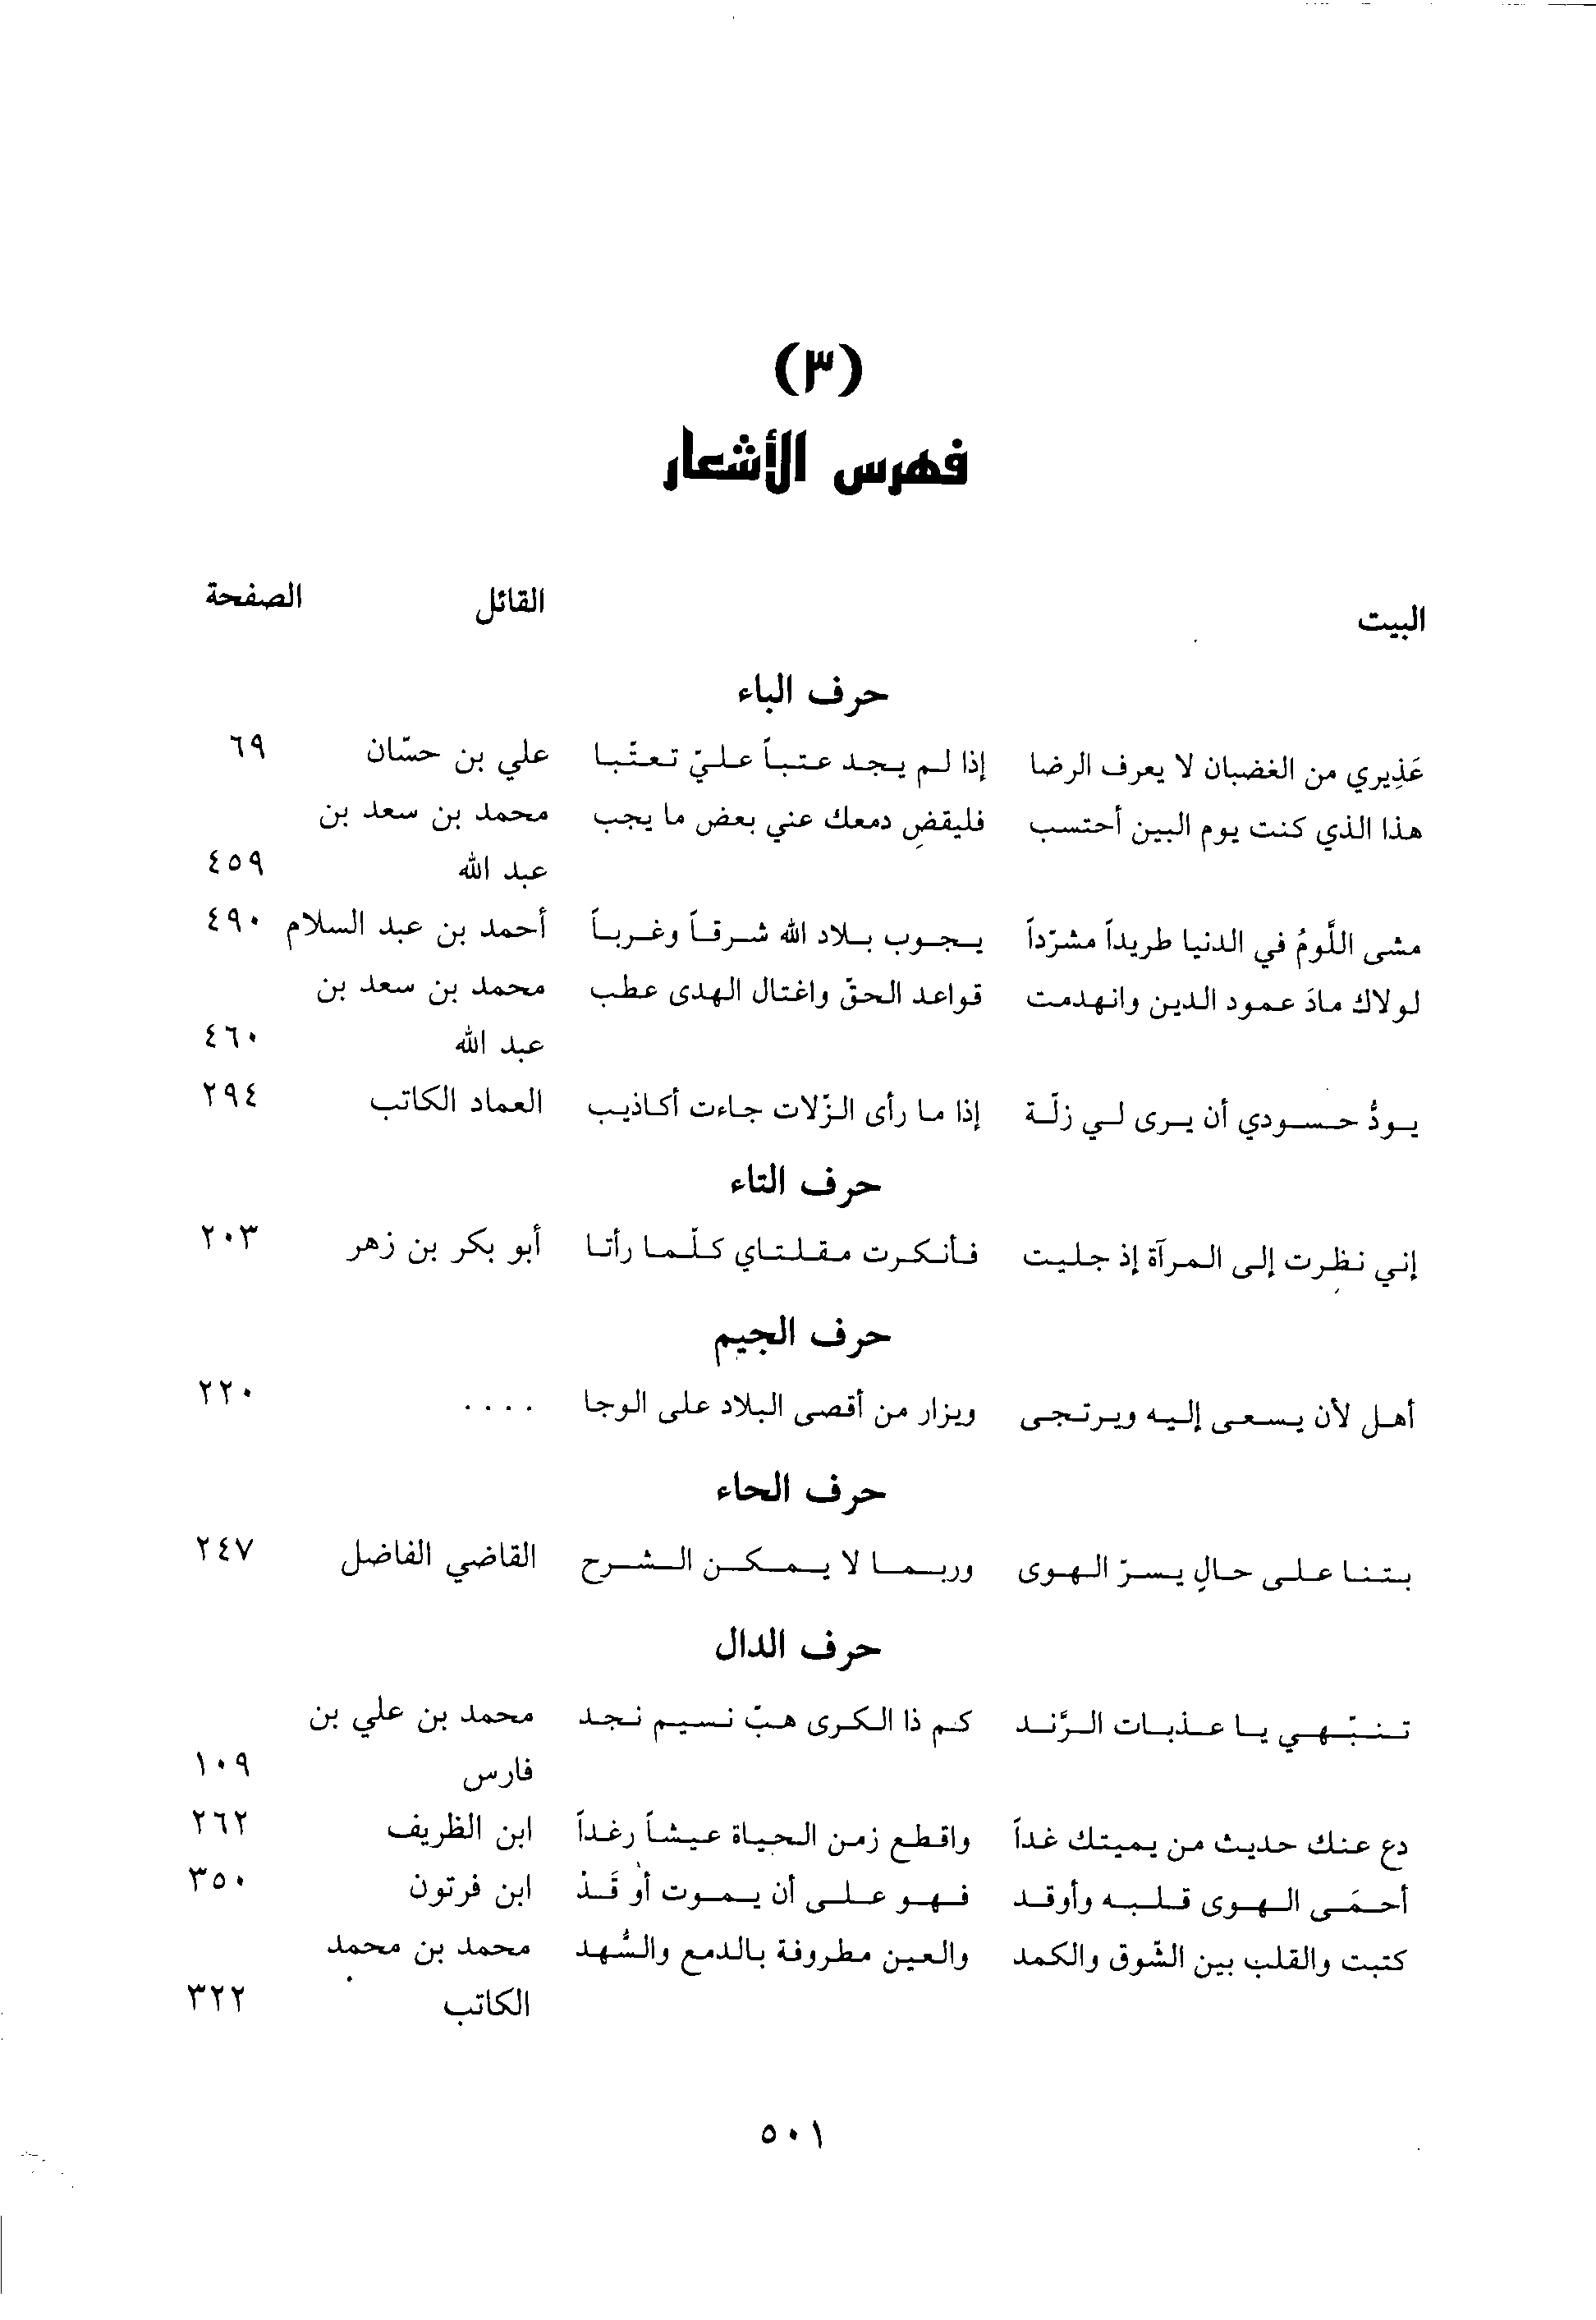 (٣)
فهرس الأشعار
البيت القائل الصفحة
حرف الباء
عَذِيري من الغضبان لا يعرف الرضا إذا لم يجد عتباً عليّ تعتّبا علي بن حسّان ٦٩
هذا الذي كنت يوم البين أحتسب فليقضِ دمعك عني بعض ما يجب محمد بن سعد بن
عبد الله ٤٥٩
مشى اللَّومُ في الدنيا طريداً مشرّداً يجوب بلاد الله شرقاً وغرباً أحمد بن عبد السلام ٤٩٠
لولاك مادَ عمود الدين وانهدمت قواعد الحقّ واغتال الهدى عطب محمد بن سعد بن
عبد الله ٤٦٠
يودُّ حسودي أن يرى لي زلّة إذا ما رأى الزّلات جاءت أكاذيب العماد الكاتب ٢٩٤
حرف التاء
إني نظرت إلى المرآة إذ جليت فأنكرت مقلتاي كلّما رأتا أبو بكر بن زهر ٢٠٣
حرف الجيم
أهل لأن يسعى إليه ويرتجى ويزار من أقصى البلاد على الوجا .... ٢٢٠
حرف الحاء
بتنا على حالٍ يسرّ الهوى وربما لا يمكن الشرح القاضي الفاضل ٢٤٧
حرف الدال
تنبّهي يا عذبات الرَّند كم ذا الكرى هبّ نسيم نجد محمد بن علي بن
فارس ١٠٩
دع عنك حديث من يميتك غداً واقطع زمن الحياة عيشاً رغداً ابن الظريف ٢٦٢
أحمَى الهوى قلبه وأوقد فهو على أن يموت أو قَد ابن فرتون ٣٥٠
كتبت والقلب بين الشّوق والكمد والعين مطروفة بالدمع والسُّهد محمد بن محمد
الكاتب ٣٢٢
٥٠١